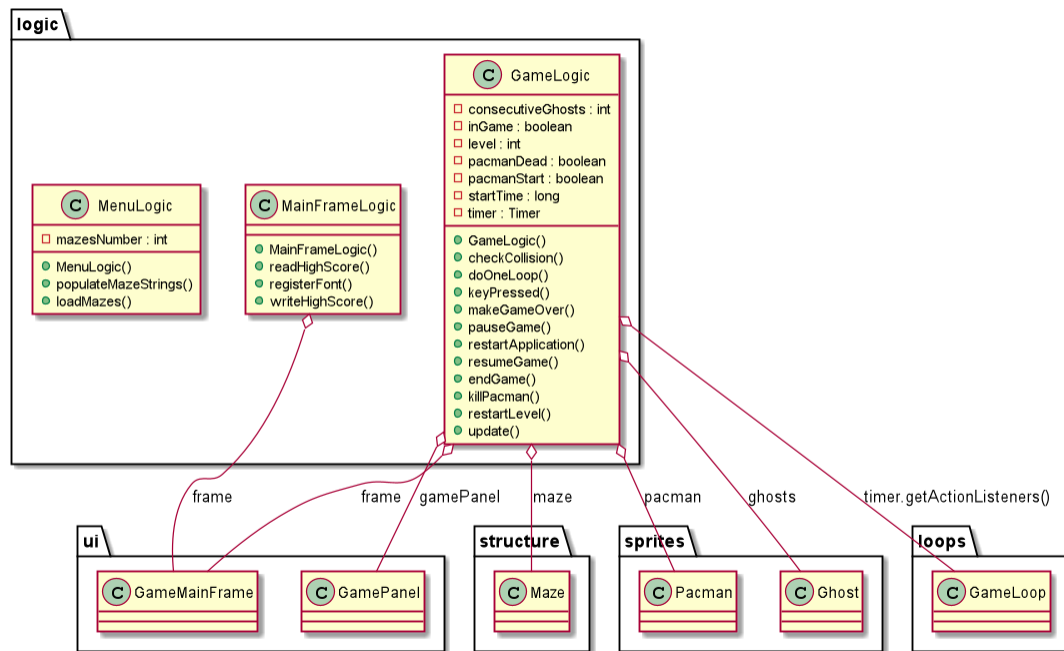 logic
C GameLogic
consecutiveGhosts : int
inGame : boolean
level : int
pacmanDead : boolean
pacmanStart : boolean
startTime : long
timer : Timer
GameLogic()
checkCollision()
doOneLoop()
keyPressed()
makeGameOver()
pauseGame()
restartApplication()
resumeGame()
endGame()
killPacman()
restartLevel()
update()
C MenuLogic
mazesNumber : int
MenuLogic()
populateMazeStrings()
loadMazes()
C MainFrameLogic
MainFrameLogic()
readHighScore()
registerFont()
writeHighScore()
frame
frame
gamePanel
maze
pacman
ghosts
timer.getActionListeners()
ui
C GameMainFrame
C GamePanel
structure
C Maze
sprites
C Pacman
C Ghost
loops
C GameLoop